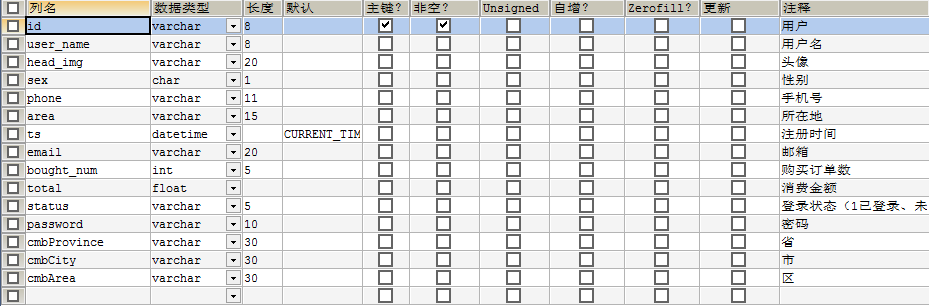 列名 数据类型 长度 默认 主键? 非空? Unsigned 自增? Zerofill? 更新 注释
id varchar 8 用户
user_name varchar 8 用户名
head_img varchar 20 头像
sex char 1 性别
phone varchar 11 手机号
area varchar 15 所在地
ts datetime CURRENT_TIM 注册时间
email varchar 20 邮箱
bought_num int 5 购买订单数
total float 消费金额
status varchar 5 登录状态（1已登录、未
password varchar 10 密码
cmbProvince varchar 30 省
cmbCity varchar 30 市
cmbArea varchar 30 区